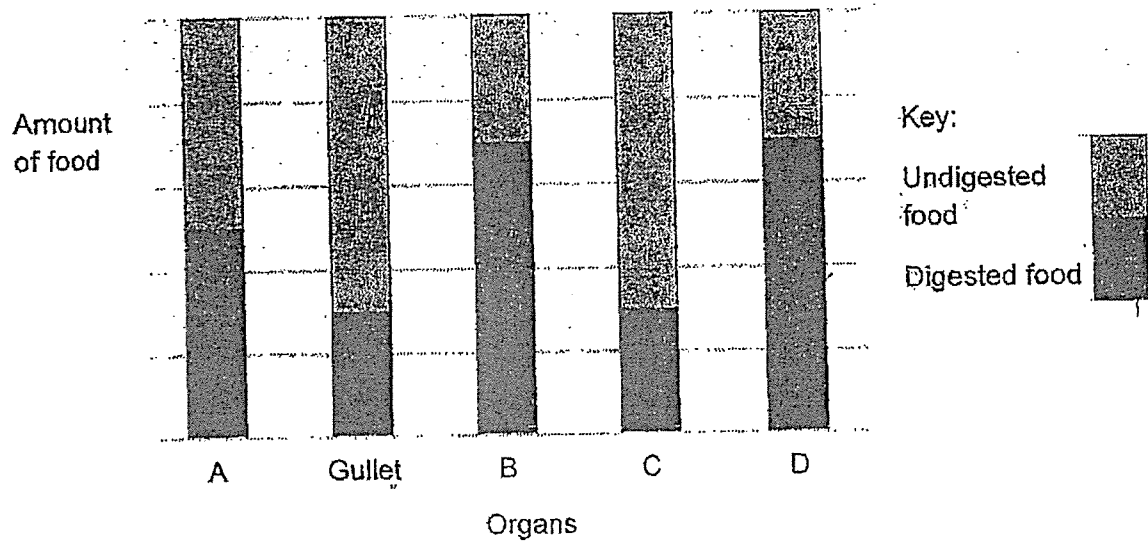 Amount
of food
Key:
Undigested
food
Digested food
A
Gullet
B
C
D
Organs